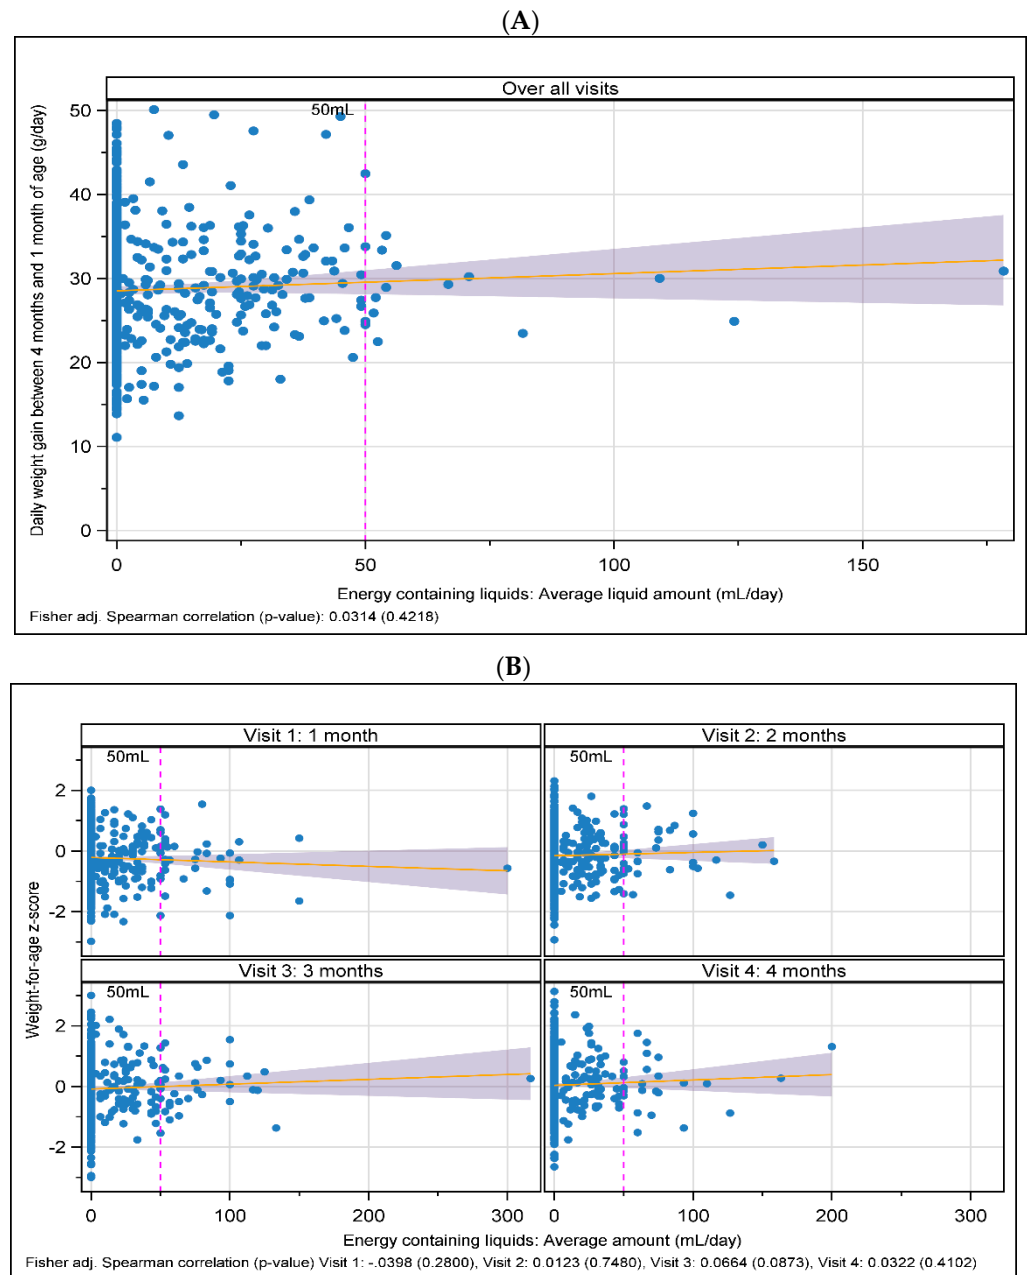 (A)
Over all visits
50mL
Daily weight gain between 4 months and 1 month of age (g/day)
50
40
30
20
10
0
0 50 100 150
Energy containing liquids: Average liquid amount (mL/day)
Fisher adj. Spearman correlation (p-value): 0.0314 (0.4218)
(B)
Visit 1: 1 month Visit 2: 2 months
50mL 50mL
2
0
-2
Weight-for-age z-score
Visit 3: 3 months Visit 4: 4 months
50mL 50mL
2
0
-2
0 100 200 300 0 100 200 300
Energy containing liquids: Average amount (mL/day)
Fisher adj. Spearman correlation (p-value) Visit 1: -.0398 (0.2800), Visit 2: 0.0123 (0.7480), Visit 3: 0.0664 (0.0873), Visit 4: 0.0322 (0.4102)